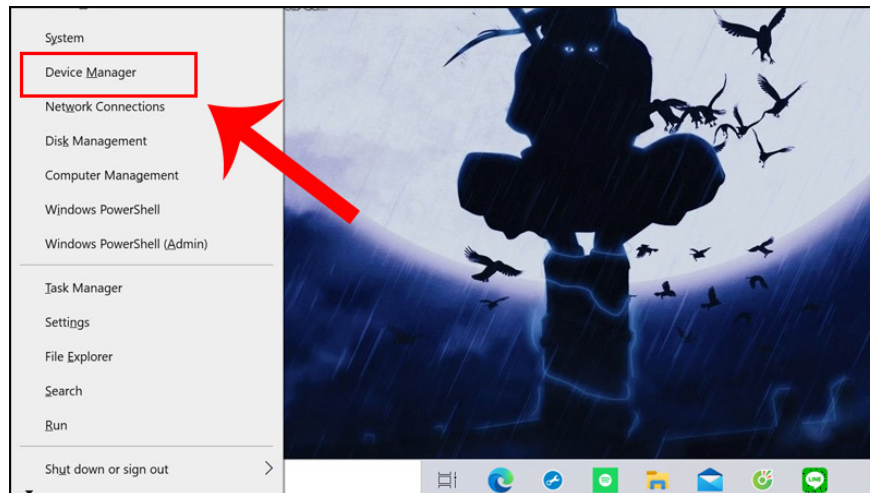 System
Device Manager
Network Connections
Disk Management
Computer Management
Windows PowerShell
Windows PowerShell (Admin)
Task Manager
Settings
File Explorer
Search
Run
Shut down or sign out
LINE